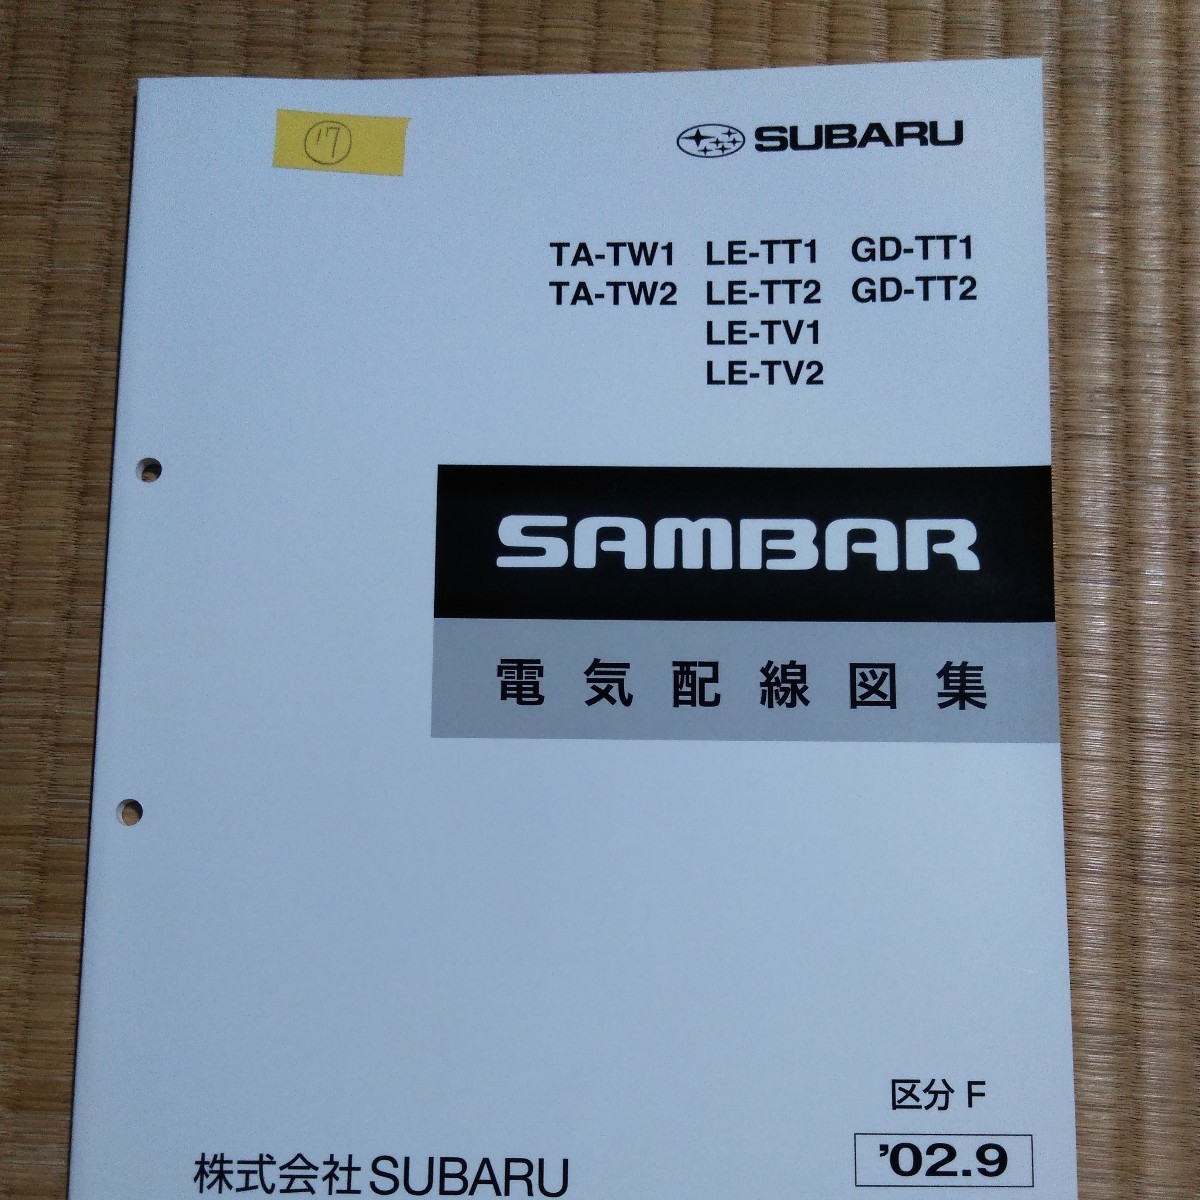 ⑰
SUBARU
TA-TW1 LE-TT1 GD-TT1
TA-TW2 LE-TT2 GD-TT2
LE-TV1
LE-TV2
SAMBAR
電気配線図集
区分 F
'02.9
株式会社SUBARU